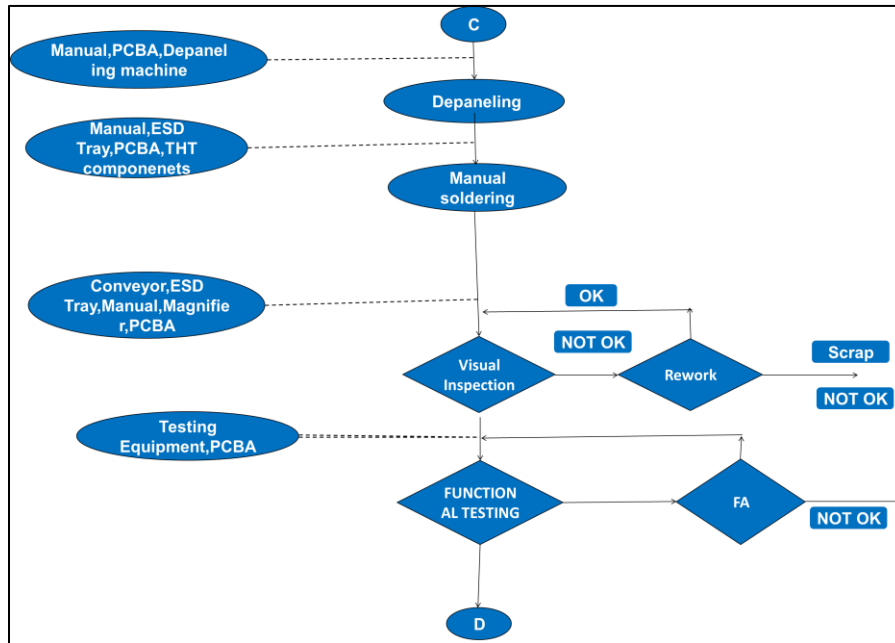 C
Manual,PCBA,Depanel
ing machine
Depaneling
Manual,ESD
Tray,PCBA,THT
componenets
Manual
soldering
Conveyor,ESD
Tray,Manual,Magnifie
r,PCBA
OK
NOT OK
Scrap
Visual
Inspection
Rework
NOT OK
Testing
Equipment,PCBA
FUNCTION
AL TESTING
FA
NOT OK
D